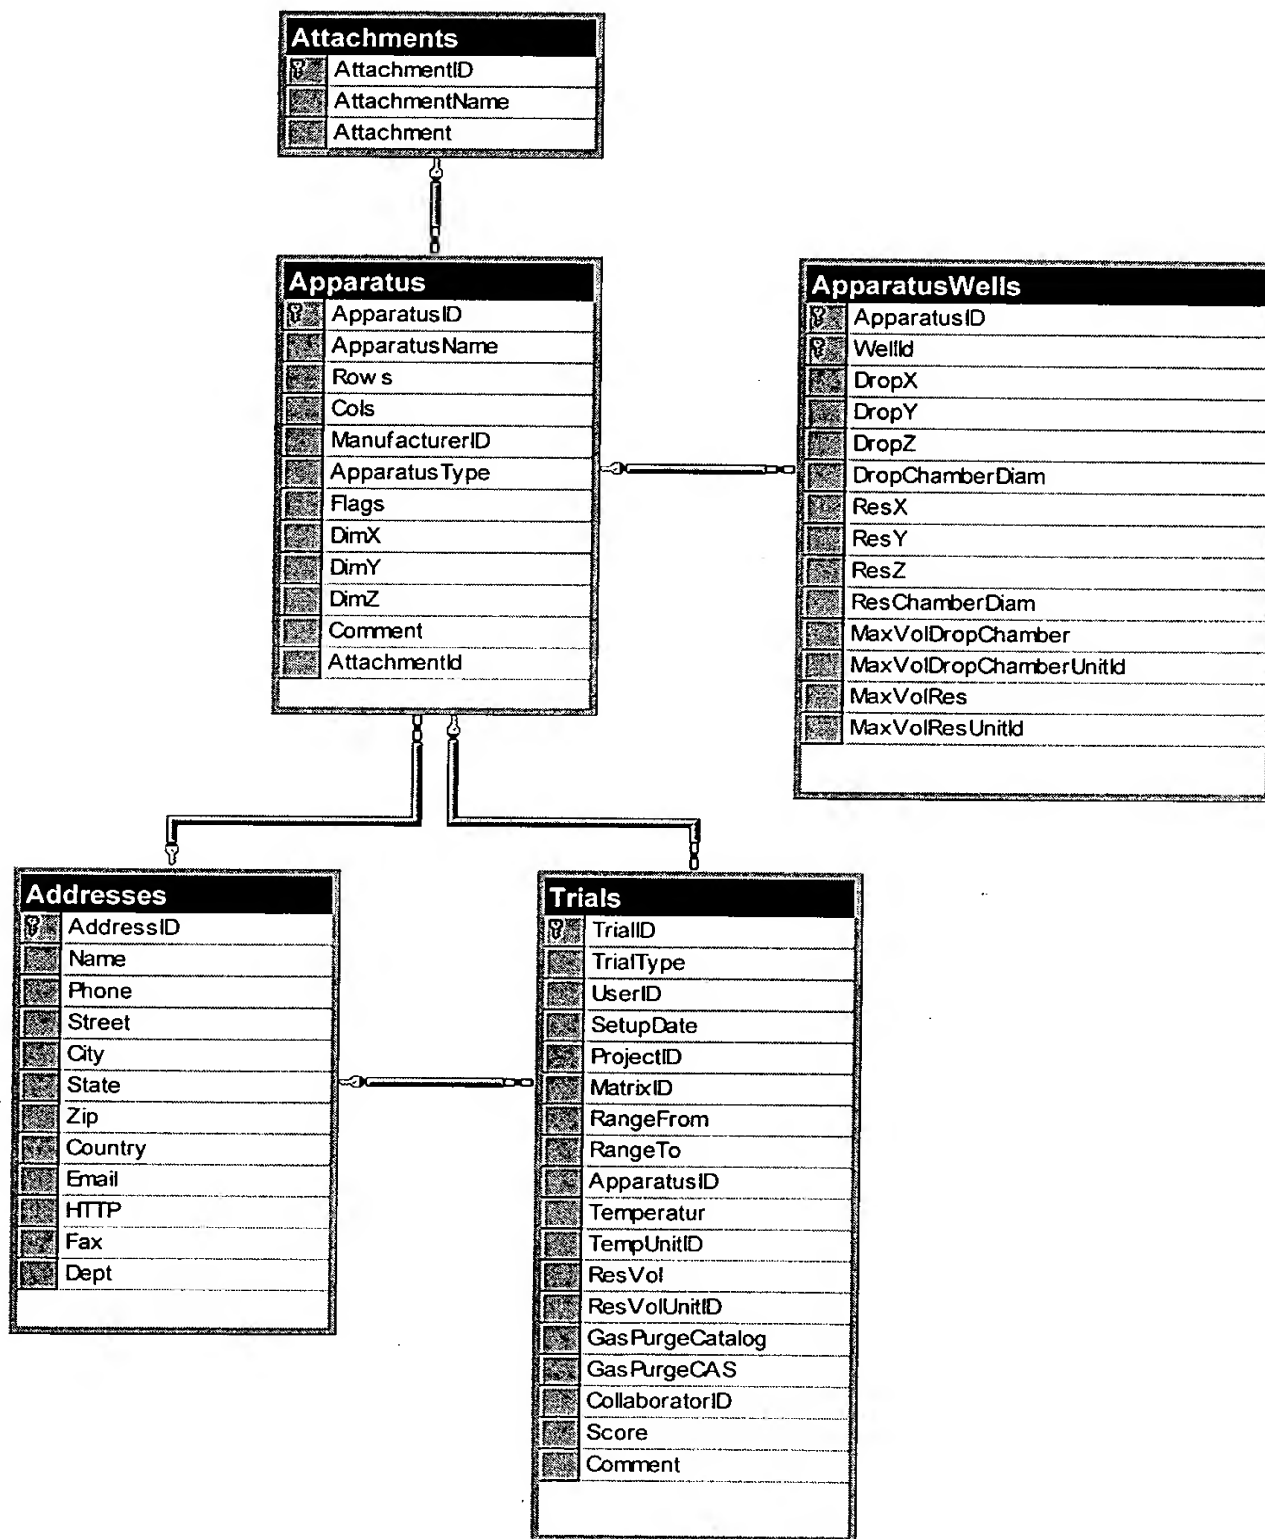 Attachments
AttachmentID
AttachmentName
Attachment
Apparatus
ApparatusID
ApparatusName
Rows
Cols
ManufacturerID
ApparatusType
Flags
DimX
DimY
DimZ
Comment
AttachmentId
ApparatusWells
ApparatusID
WellId
DropX
DropY
DropZ
DropChamberDiam
ResX
ResY
ResZ
ResChamberDiam
MaxVolDropChamber
MaxVolDropChamberUnitId
MaxVolRes
MaxVolResUnitId
Addresses
AddressID
Name
Phone
Street
City
State
Zip
Country
Email
HTTP
Fax
Dept
Trials
TrialID
TrialType
UserID
SetupDate
ProjectID
MatrixID
RangeFrom
RangeTo
ApparatusID
Temperatur
TempUnitID
ResVol
ResVolUnitID
GasPurgeCatalog
GasPurgeCAS
CollaboratorID
Score
Comment